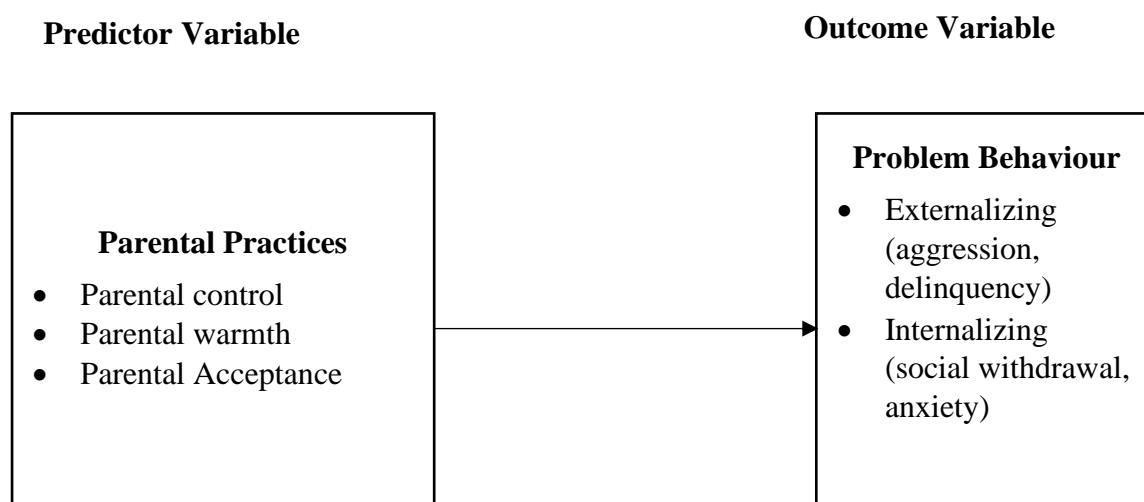 Predictor Variable
Outcome Variable
Parental Practices
• Parental control
• Parental warmth
• Parental Acceptance
Problem Behaviour
• Externalizing
(aggression,
delinquency)
• Internalizing
(social withdrawal,
anxiety)